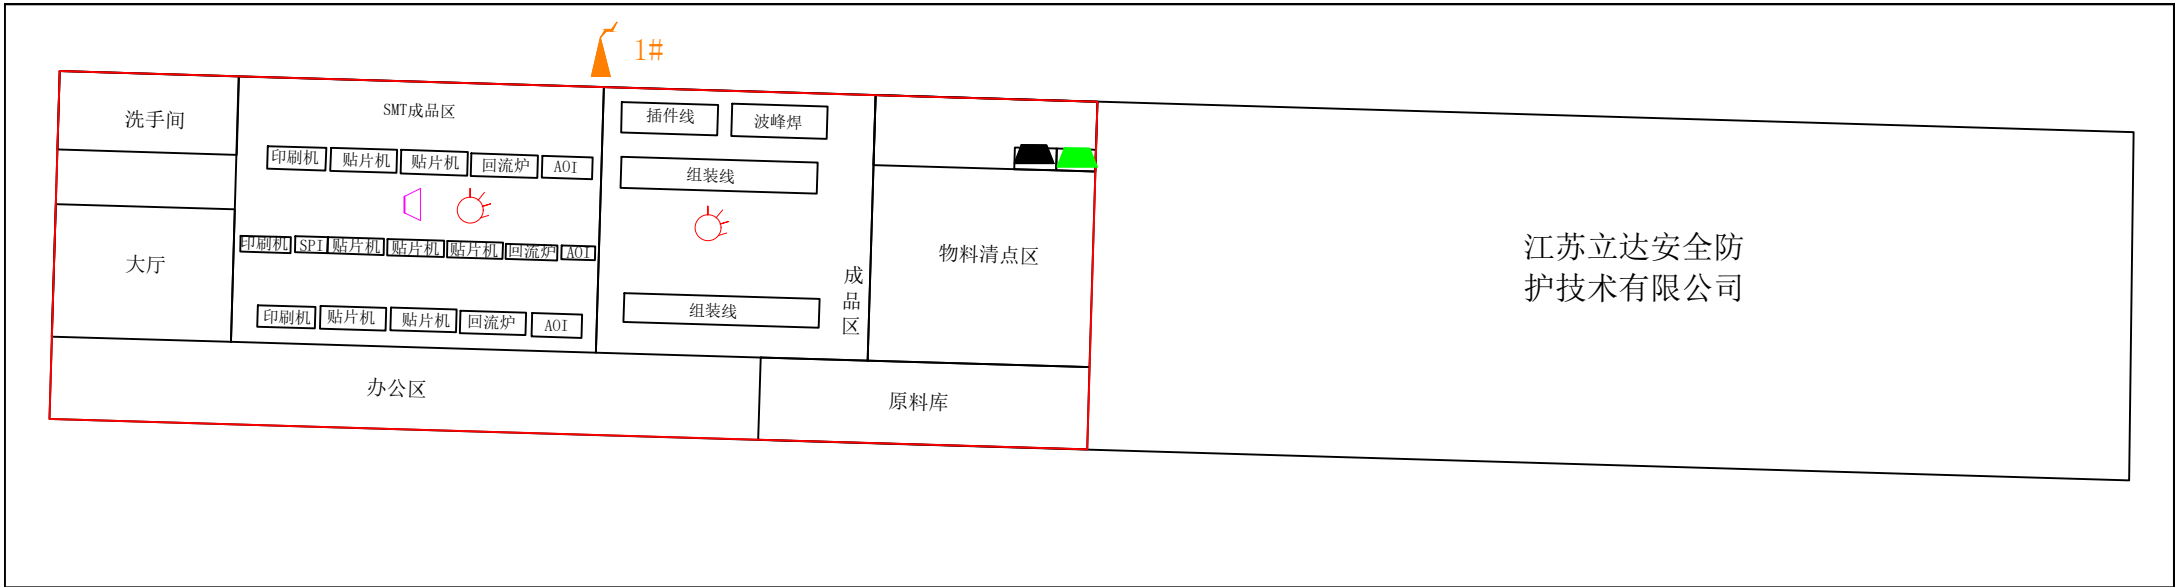 1#
洗手间
SMT成品区
插件线
波峰焊
印刷机 贴片机 贴片机 回流炉 AOI
组装线
印刷机 SPI 贴片机 贴片机 贴片机 回流炉 AOI
大厅
物料清点区
江苏立达安全防
护技术有限公司
成
品
区
印刷机 贴片机 贴片机 回流炉 AOI
组装线
办公区
原料库